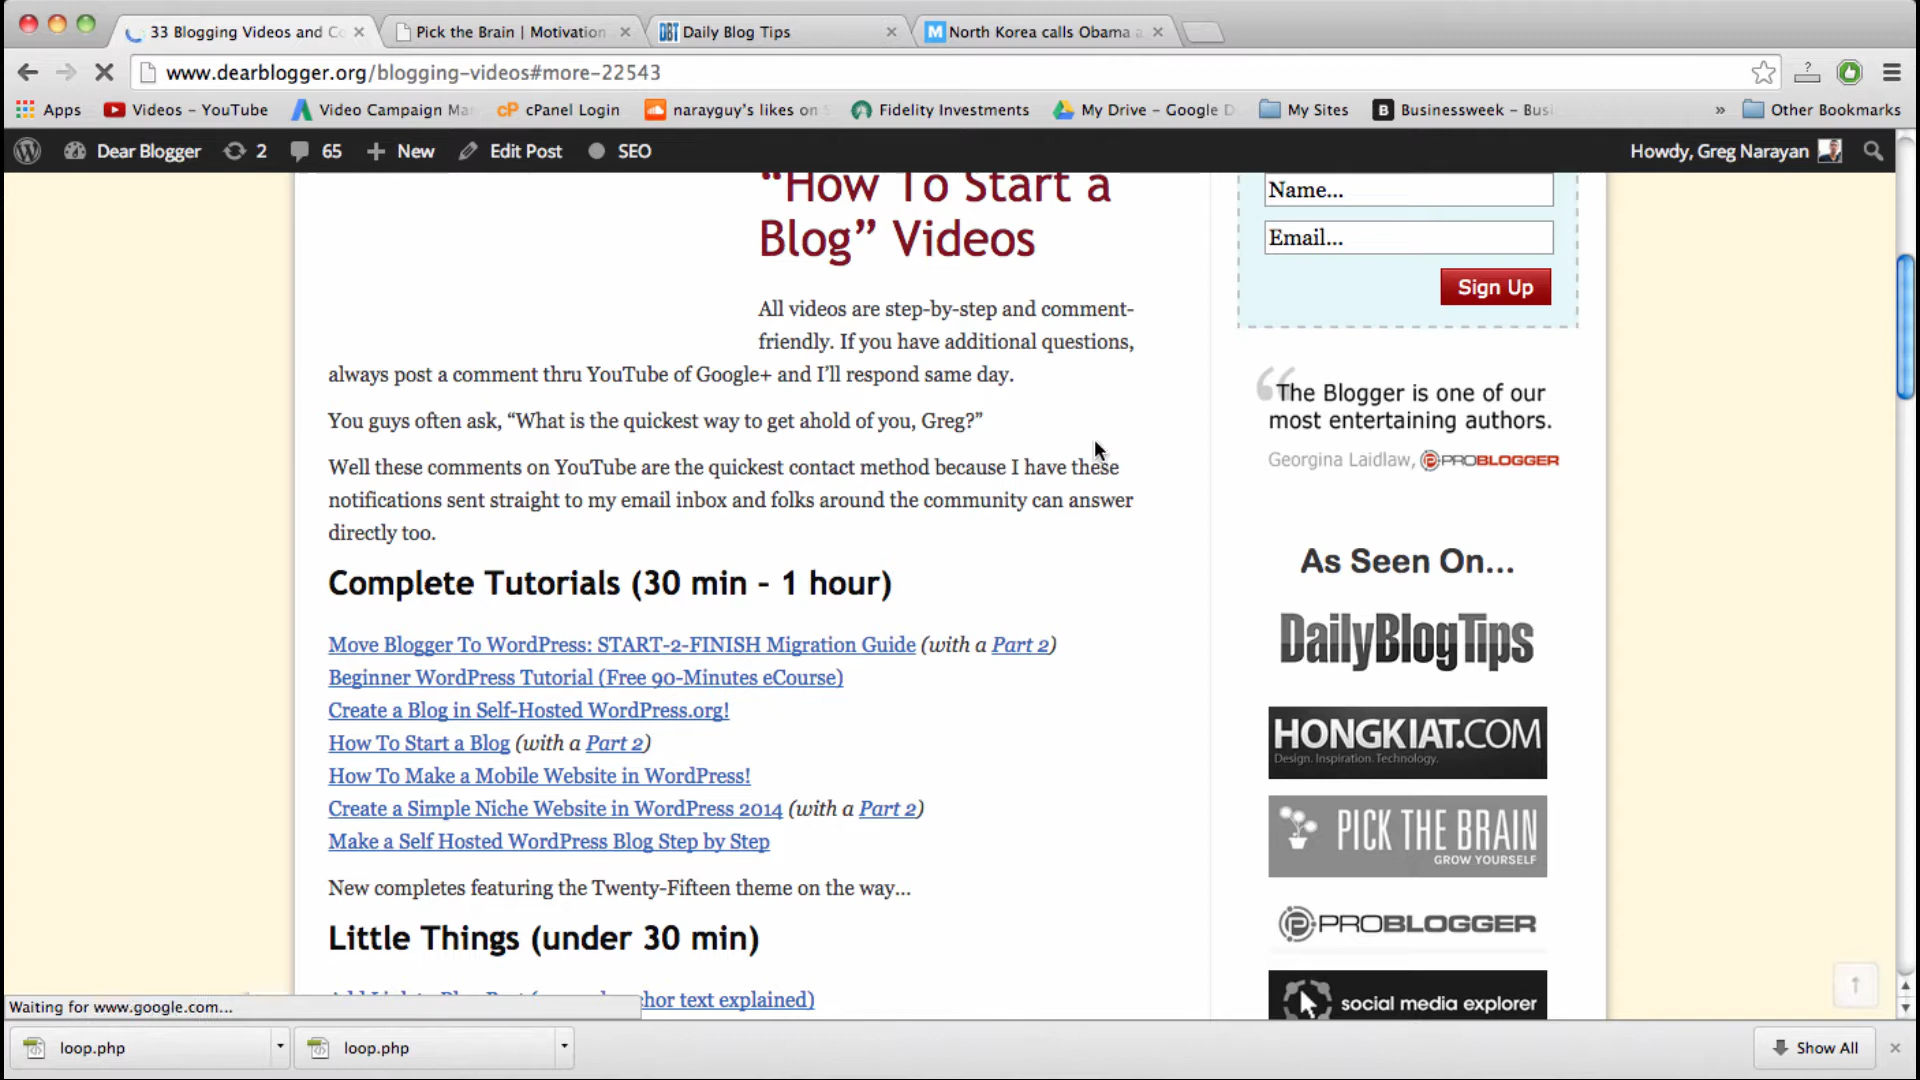 33 Blogging Videos and Co
Pick the Brain | Motivation
DBT Daily Blog Tips
M North Korea calls Obama a
www.dearblogger.org/blogging-videos#more-22543
Apps
Videos – YouTube
Video Campaign Ma
cP cPanel Login
narayguy's likes on S
Fidelity Investments
My Drive – Google D
My Sites
B Businessweek – Busi
»
Other Bookmarks
Dear Blogger
2
65
New
Edit Post
SEO
Howdy, Greg Narayan
“How To Start a
Blog” Videos
All videos are step-by-step and comment-
friendly. If you have additional questions,
always post a comment thru YouTube of Google+ and I’ll respond same day.
You guys often ask, “What is the quickest way to get ahold of you, Greg?”
Well these comments on YouTube are the quickest contact method because I have these
notifications sent straight to my email inbox and folks around the community can answer
directly too.
Complete Tutorials (30 min – 1 hour)
Move Blogger To WordPress: START-2-FINISH Migration Guide (with a Part 2)
Beginner WordPress Tutorial (Free 90-Minutes eCourse)
Create a Blog in Self-Hosted WordPress.org!
How To Start a Blog (with a Part 2)
How To Make a Mobile Website in WordPress!
Create a Simple Niche Website in WordPress 2014 (with a Part 2)
Make a Self Hosted WordPress Blog Step by Step
New completes featuring the Twenty-Fifteen theme on the way…
Little Things (under 30 min)
chor text explained)
Name...
Email...
Sign Up
“The Blogger is one of our
most entertaining authors.
Georgina Laidlaw, PROBLOGGER
As Seen On...
DailyBlogTips
HONGKIAT.COM
Design. Inspiration. Technology.
PICK THE BRAIN
GROW YOURSELF
PROBLOGGER
social media explorer
Waiting for www.google.com...
loop.php
loop.php
Show All